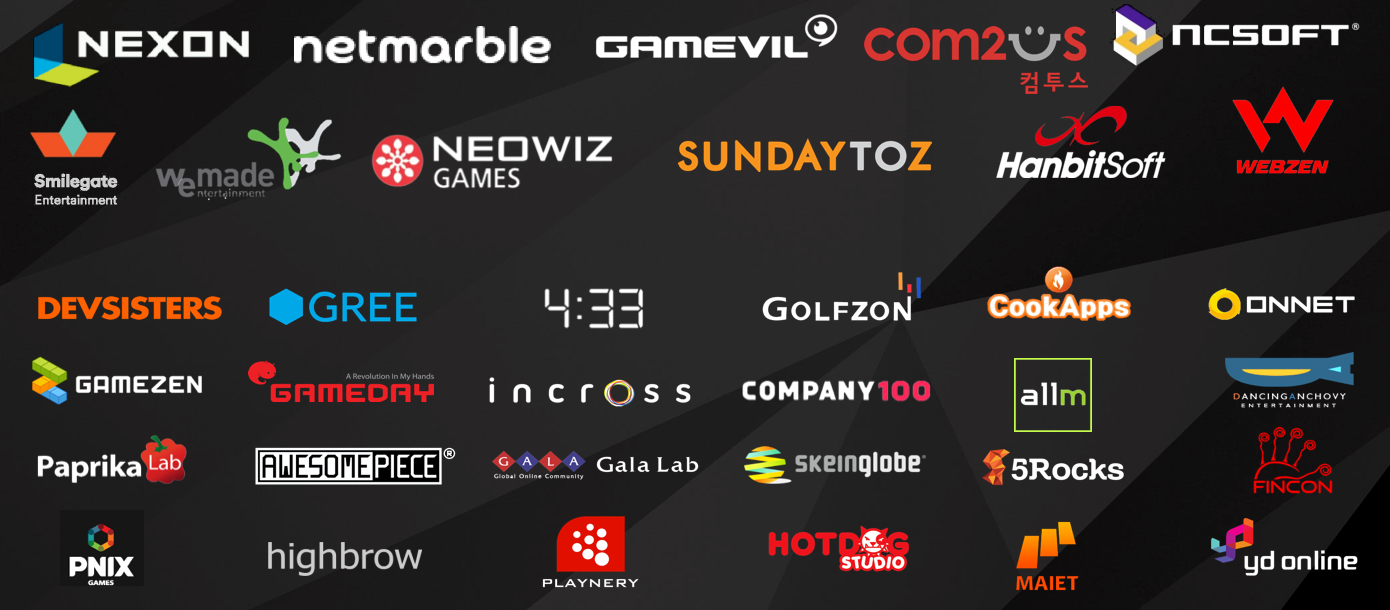 NEXON
netmarble
GAMEVIL
com2us
컴투스
NCSOFT®
Smilegate
Entertainment
wemade
entertainment
NEOWIZ
GAMES
SUNDAYTOZ
HanbitSoft
WEBZEN
DEVSISTERS
GREE
4:33
GOLFZON
CookApps
ONNET
GAMEZEN
A Revolution In My Hands
GAMEDAY
incross
COMPANY100
allm
DANCINGANCHOVY
ENTERTAINMENT
Paprika Lab
AWESOMEPIECE®
GALA
Global Online Community
Gala Lab
SKEINGLOBE
5Rocks
FINCON
PNIX
GAMES
highbrow
PLAYNERY
HOTDOG
STUDIO
MAIET
yd online